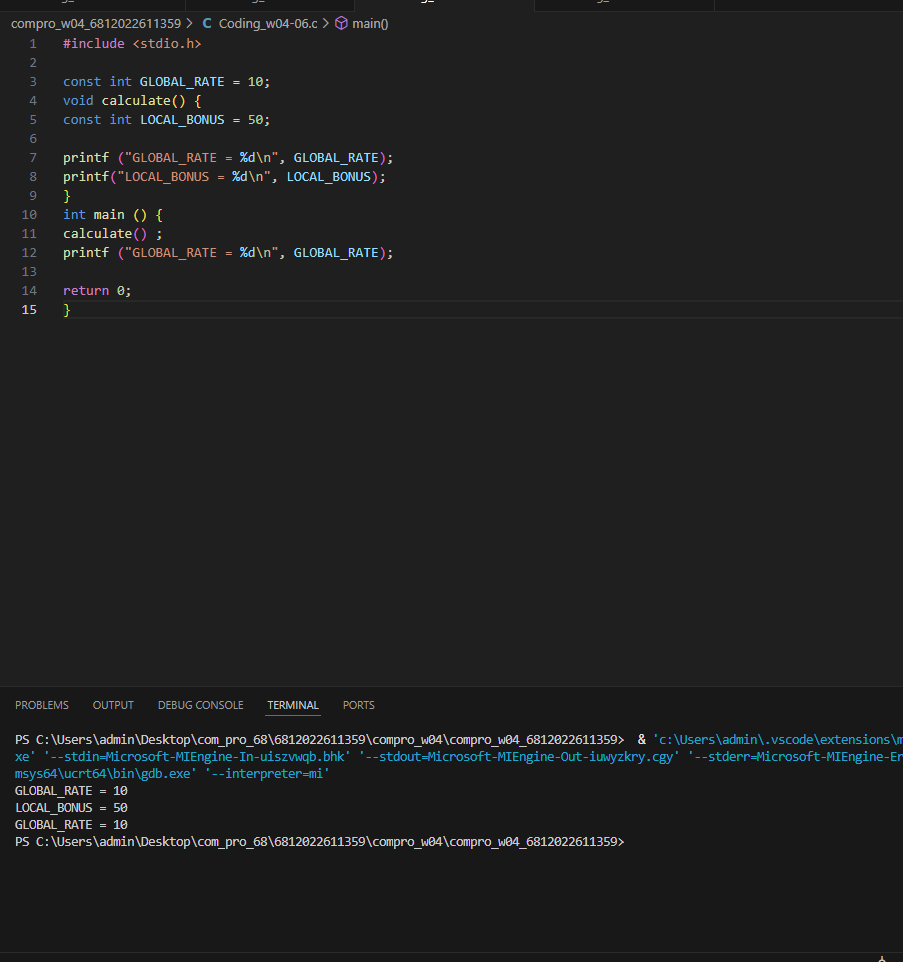 compro_w04_6812022611359 > C Coding_w04-06.c > main()
1 #include <stdio.h>
2
3 const int GLOBAL_RATE = 10;
4 void calculate() {
5 const int LOCAL_BONUS = 50;
6
7 printf ("GLOBAL_RATE = %d\n", GLOBAL_RATE);
8 printf("LOCAL_BONUS = %d\n", LOCAL_BONUS);
9 }
10 int main () {
11 calculate() ;
12 printf ("GLOBAL_RATE = %d\n", GLOBAL_RATE);
13
14 return 0;
15 }
PROBLEMS OUTPUT DEBUG CONSOLE TERMINAL PORTS
PS C:\Users\admin\Desktop\com_pro_68\6812022611359\compro_w04\compro_w04_6812022611359> & 'c:\Users\admin\.vscode\extensions\m
xe' '--stdin=Microsoft-MIEngine-In-uiszvwqb.bhk' '--stdout=Microsoft-MIEngine-Out-iuwyzkry.cgy' '--stderr=Microsoft-MIEngine-Er
msys64\ucrt64\bin\gdb.exe' '--interpreter=mi'
GLOBAL_RATE = 10
LOCAL_BONUS = 50
GLOBAL_RATE = 10
PS C:\Users\admin\Desktop\com_pro_68\6812022611359\compro_w04\compro_w04_6812022611359>